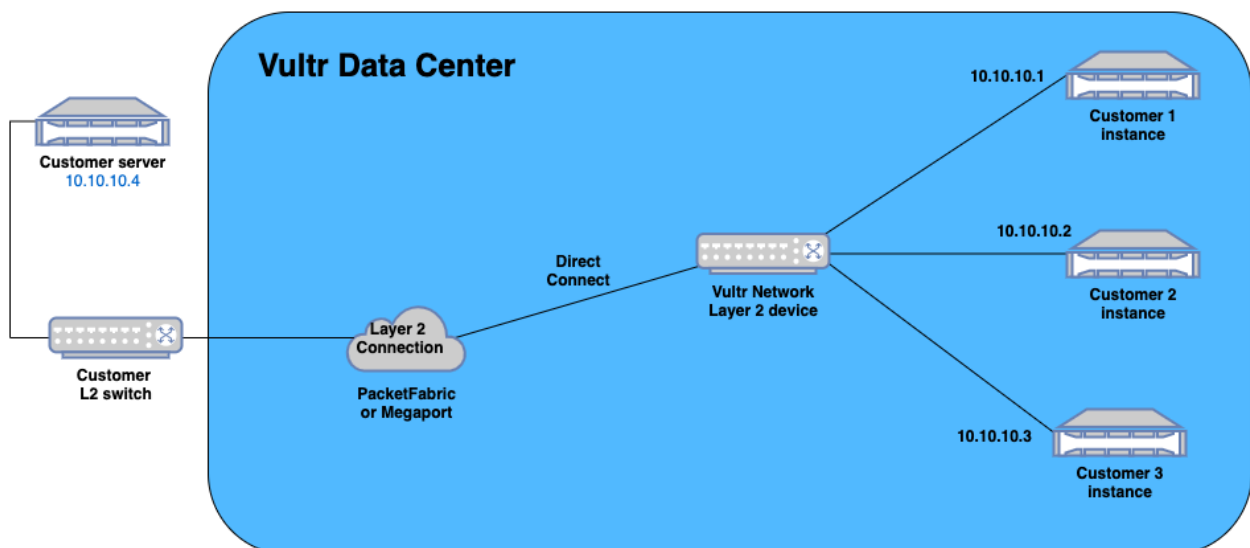 Vultr Data Center
10.10.10.1
Customer 1
instance
Customer server
10.10.10.4
10.10.10.2
Direct
Connect
Vultr Network
Layer 2 device
Customer 2
instance
Layer 2
Connection
Customer
L2 switch
PacketFabric
or Megaport
10.10.10.3
Customer 3
instance